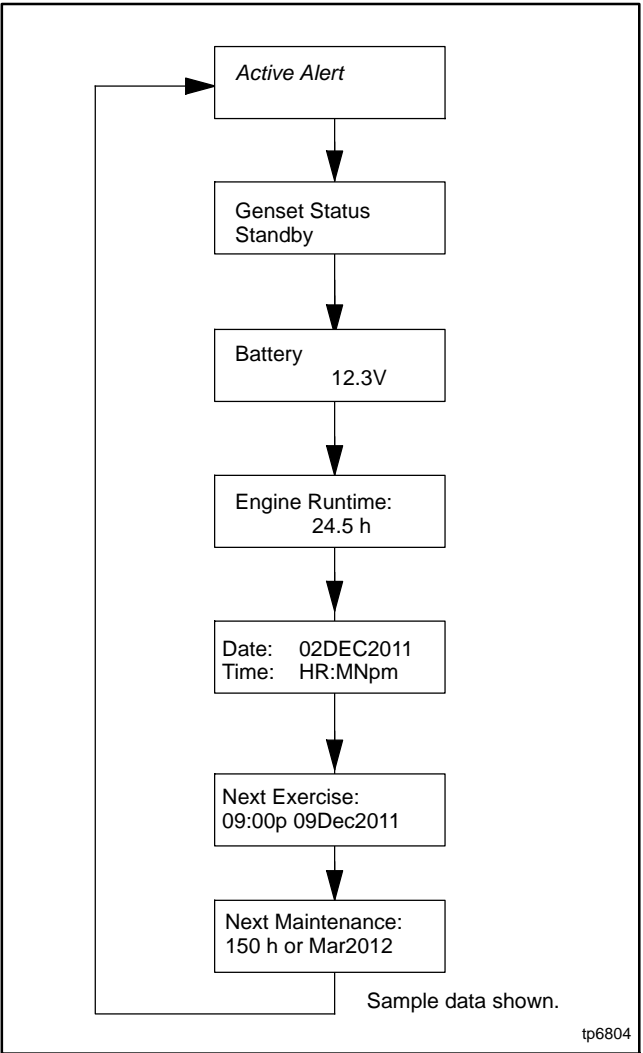 Active Alert
Genset Status
Standby
Battery
12.3V
Engine Runtime:
24.5 h
Date: 02DEC2011
Time: HR:MNpm
Next Exercise:
09:00p 09Dec2011
Next Maintenance:
150 h or Mar2012
Sample data shown.
tp6804